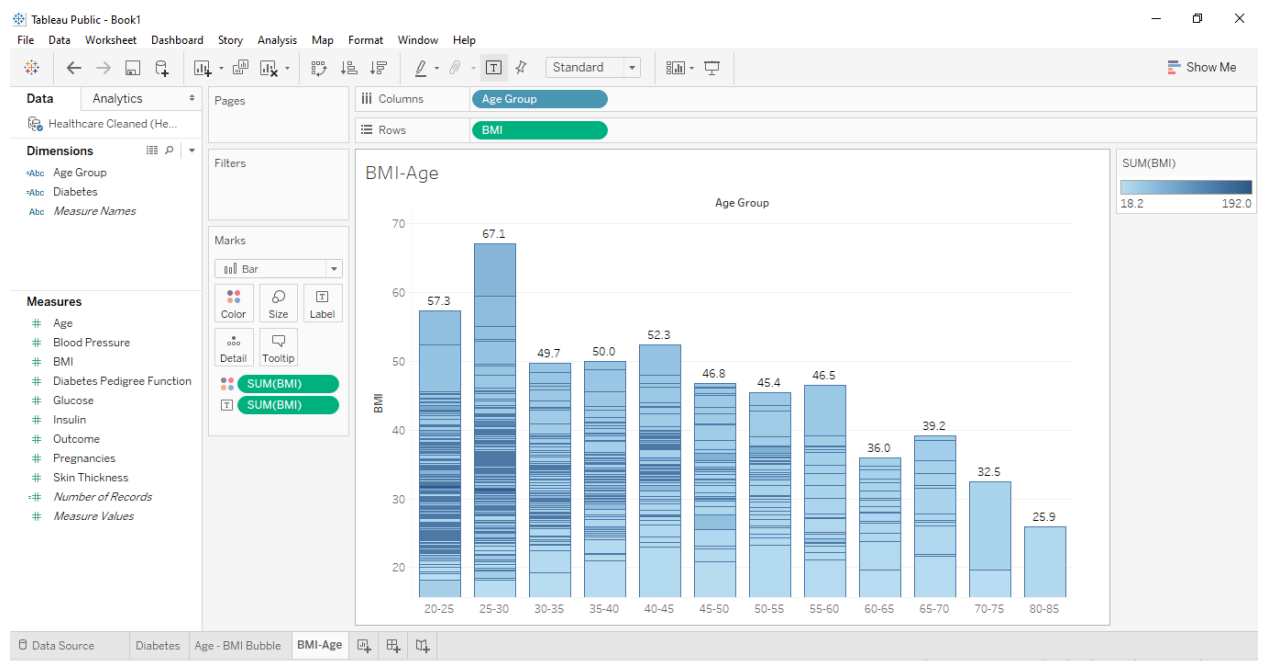 Tableau Public - Book1
File Data Worksheet Dashboard Story Analysis Map Format Window Help
Standard
Show Me
Data Analytics
Healthcare Cleaned (He...
Dimensions
Abc Age Group
Abc Diabetes
Abc Measure Names
Measures
Age
Blood Pressure
BMI
Diabetes Pedigree Function
Glucose
Insulin
Outcome
Pregnancies
Skin Thickness
Number of Records
Measure Values
Pages
Filters
Marks
Bar
Color Size Label
Detail Tooltip
SUM(BMI)
SUM(BMI)
Columns Age Group
Rows BMI
BMI-Age
Age Group
BMI
70
60
50
40
30
20
57.3 67.1 49.7 50.0 52.3 46.8 45.4 46.5 36.0 39.2 32.5 25.9
20-25 25-30 30-35 35-40 40-45 45-50 50-55 55-60 60-65 65-70 70-75 80-85
SUM(BMI)
18.2 192.0
Data Source Diabetes Age - BMI Bubble BMI-Age